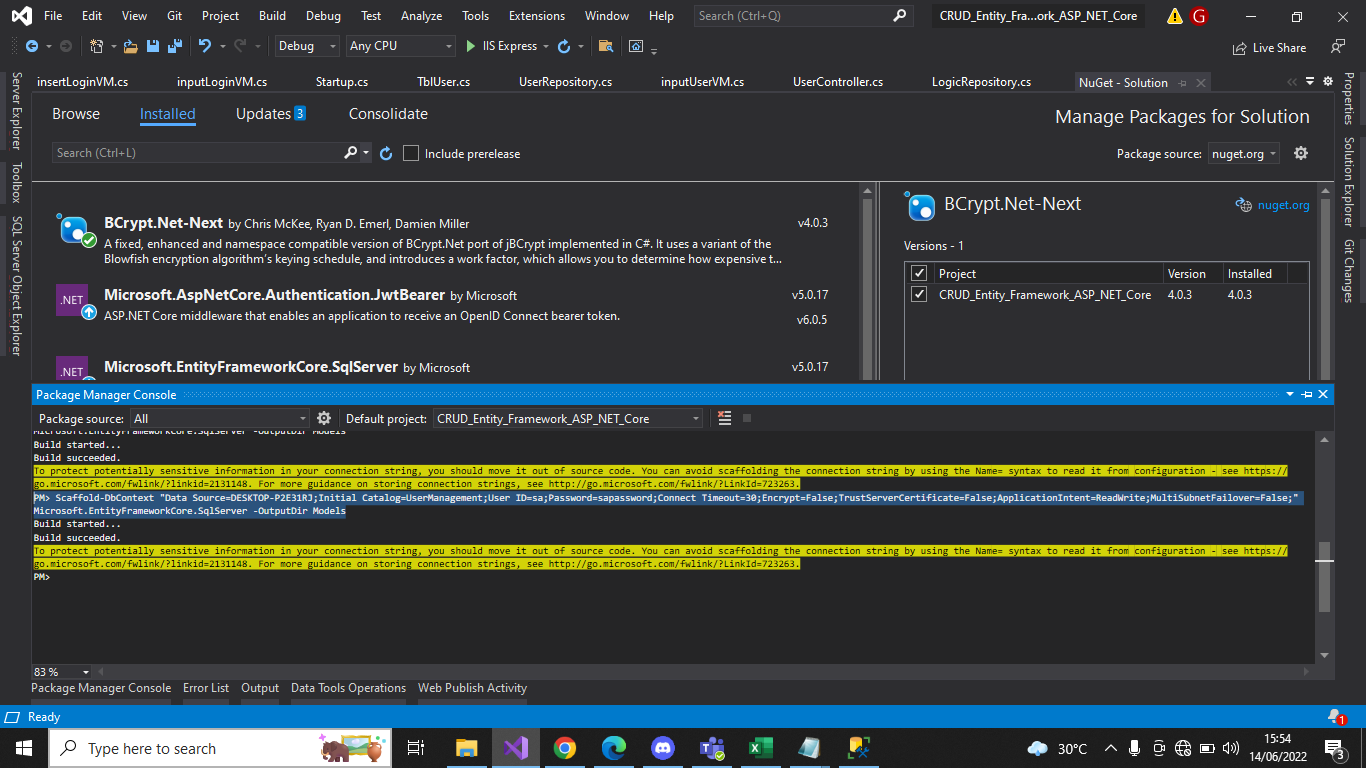 File Edit View Git Project Build Debug Test Analyze Tools Extensions Window Help Search (Ctrl+Q) CRUD_Entity_Fra...ork_ASP_NET_Core G
Debug Any CPU IIS Express Live Share
insertLoginVM.cs inputLoginVM.cs Startup.cs TblUser.cs UserRepository.cs inputUserVM.cs UserController.cs LogicRepository.cs NuGet - Solution
Server Explorer
Toolbox
SQL Server Object Explorer
Properties
Solution Explorer
Git Changes
Browse Installed Updates 3 Consolidate
Manage Packages for Solution
Search (Ctrl+L) Include prerelease
Package source: nuget.org
BCrypt.Net-Next by Chris McKee, Ryan D. Emerl, Damien Miller v4.0.3
A fixed, enhanced and namespace compatible version of BCrypt.Net port of jBCrypt implemented in C#. It uses a variant of the
Blowfish encryption algorithm's keying schedule, and introduces a work factor, which allows you to determine how expensive t...
.NET
Microsoft.AspNetCore.Authentication.JwtBearer by Microsoft v5.0.17
ASP.NET Core middleware that enables an application to receive an OpenID Connect bearer token. v6.0.5
.NET
Microsoft.EntityFrameworkCore.SqlServer by Microsoft v5.0.17
BCrypt.Net-Next nuget.org
Versions - 1
Project Version Installed
CRUD_Entity_Framework_ASP_NET_Core 4.0.3 4.0.3
Package Manager Console
Package source: All Default project: CRUD_Entity_Framework_ASP_NET_Core
Microsoft.EntityFrameworkCore.SqlServer -OutputDir Models
Build started...
Build succeeded.
To protect potentially sensitive information in your connection string, you should move it out of source code. You can avoid scaffolding the connection string by using the Name= syntax to read it from configuration - see https://
go.microsoft.com/fwlink/?linkid=2131148. For more guidance on storing connection strings, see http://go.microsoft.com/fwlink/?LinkId=723263.
PM> Scaffold-DbContext "Data Source=DESKTOP-P2E31RJ;Initial Catalog=UserManagement;User ID=sa;Password=sapassword;Connect Timeout=30;Encrypt=False;TrustServerCertificate=False;ApplicationIntent=ReadWrite;MultiSubnetFailover=False;"
Microsoft.EntityFrameworkCore.SqlServer -OutputDir Models
Build started...
Build succeeded.
To protect potentially sensitive information in your connection string, you should move it out of source code. You can avoid scaffolding the connection string by using the Name= syntax to read it from configuration - see https://
go.microsoft.com/fwlink/?linkid=2131148. For more guidance on storing connection strings, see http://go.microsoft.com/fwlink/?LinkId=723263.
PM>
83 %
Package Manager Console Error List Output Data Tools Operations Web Publish Activity
Ready 1
Type here to search 30°C 15:54
14/06/2022 3